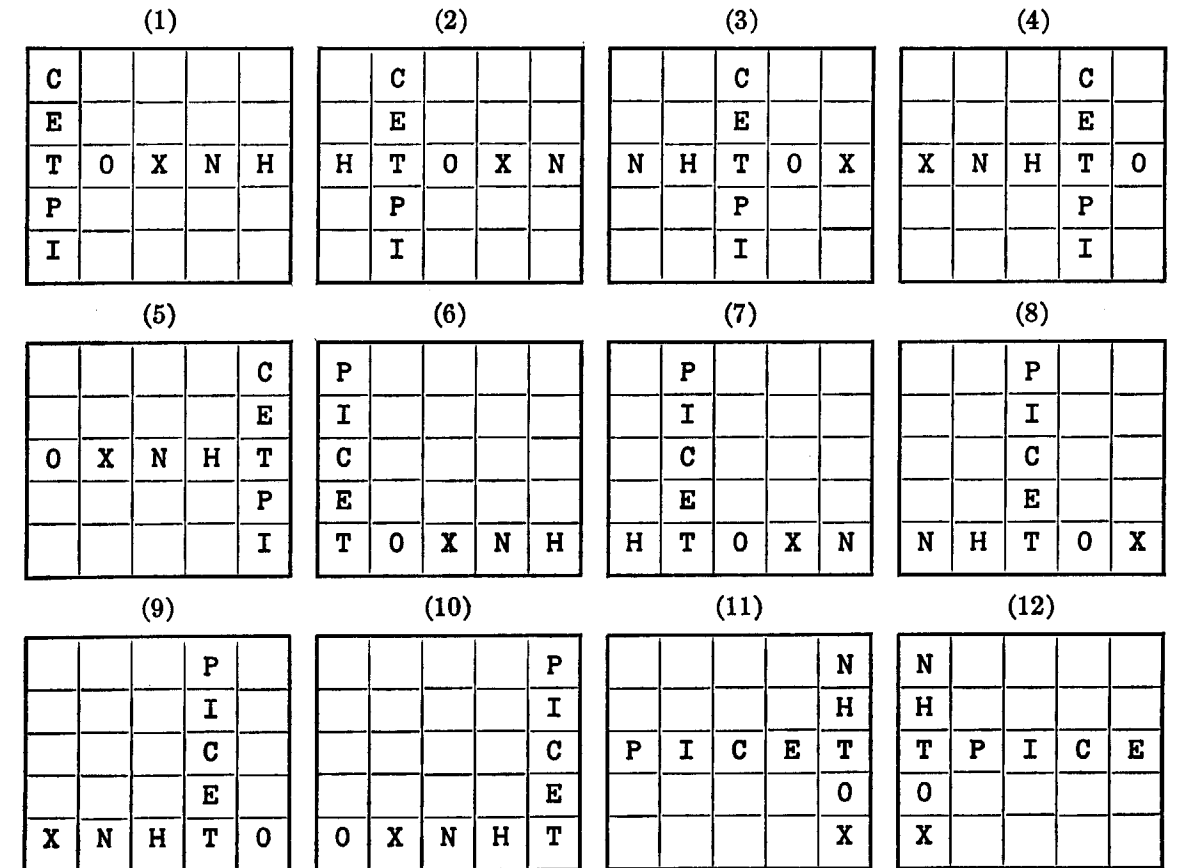 (1) (2) (3) (4)
C C C C
E E E E
T O X N H H T O X N N H T O X X N H T O
P P P P
I I I I
(5) (6) (7) (8)
C P P P
E I I I
O X N H T C C C
P E E E
I T O X N H H T O X N N H T O X
(9) (10) (11) (12)
P P N N
I I H H
C C P I C E T T P I C E
E E O O
X N H T O O X N H T X X